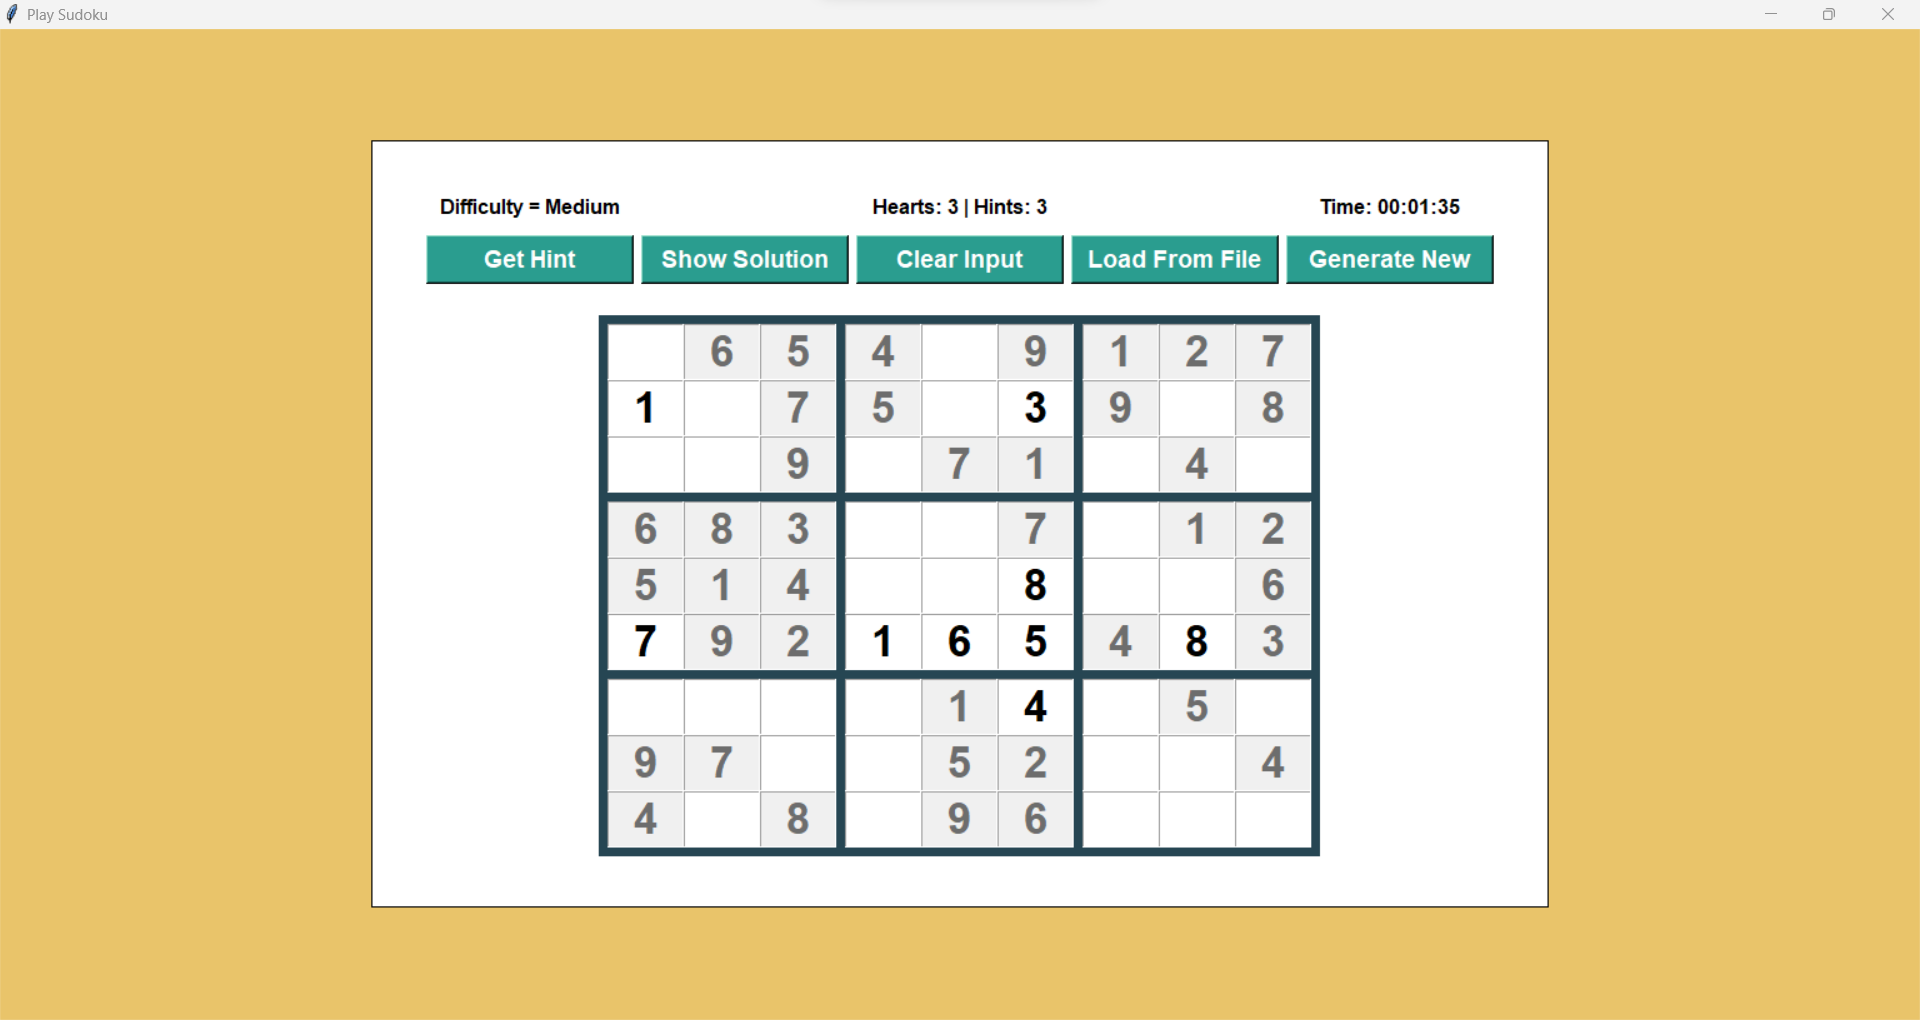 Play Sudoku
Difficulty = Medium Hearts: 3 | Hints: 3 Time: 00:01:35
Get Hint Show Solution Clear Input Load From File Generate New
6 5 4 9 1 2 7
1 7 5 3 9 8
9 7 1 4
6 8 3 7 1 2
5 1 4 8 6
7 9 2 1 6 5 4 8 3
1 4 5
9 7 5 2 4
4 8 9 6